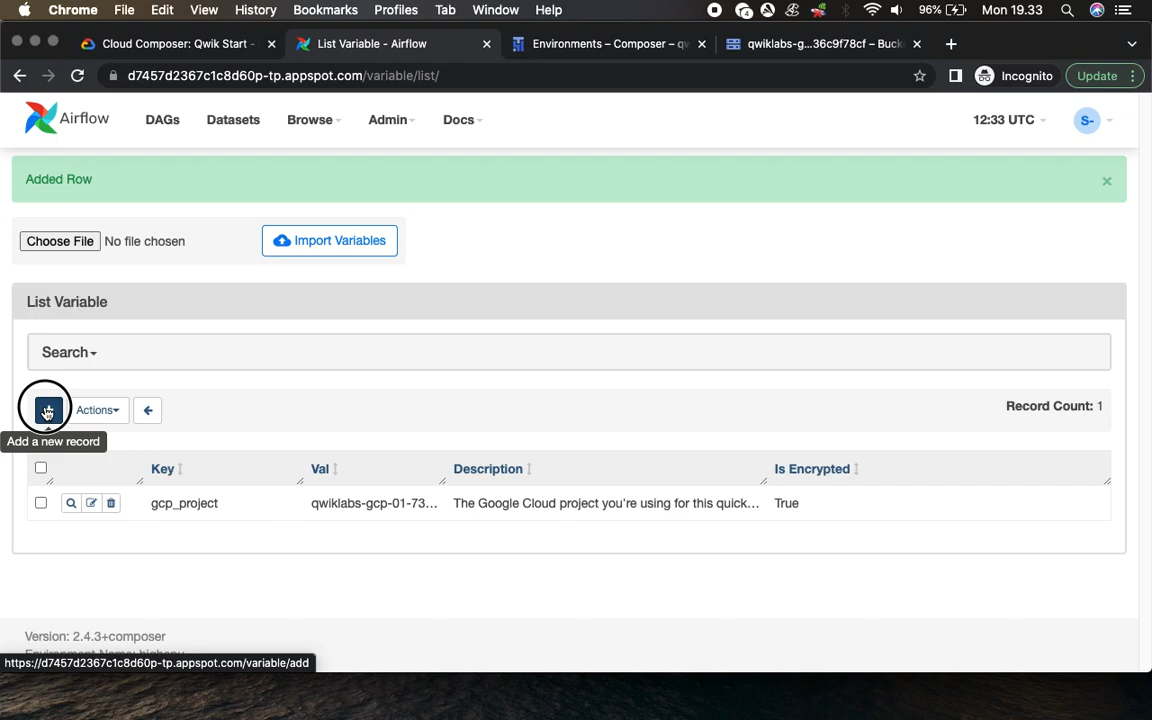 Chrome File Edit View History Bookmarks Profiles Tab Window Help 4 96% Mon 19.33
Cloud Composer: Qwik Start - List Variable - Airflow Environments – Composer – qw qwiklabs-g...36c9f78cf – Buck
d7457d2367c1c8d60p-tp.appspot.com/variable/list/ Incognito Update
Airflow DAGs Datasets Browse Admin Docs 12:33 UTC S-
Added Row ×
Choose File No file chosen Import Variables
List Variable
Search
Actions Record Count: 1
Add a new record
Key Val Description Is Encrypted
gcp_project qwiklabs-gcp-01-73... The Google Cloud project you're using for this quick... True
Version: 2.4.3+composer
https://d7457d2367c1c8d60p-tp.appspot.com/variable/add